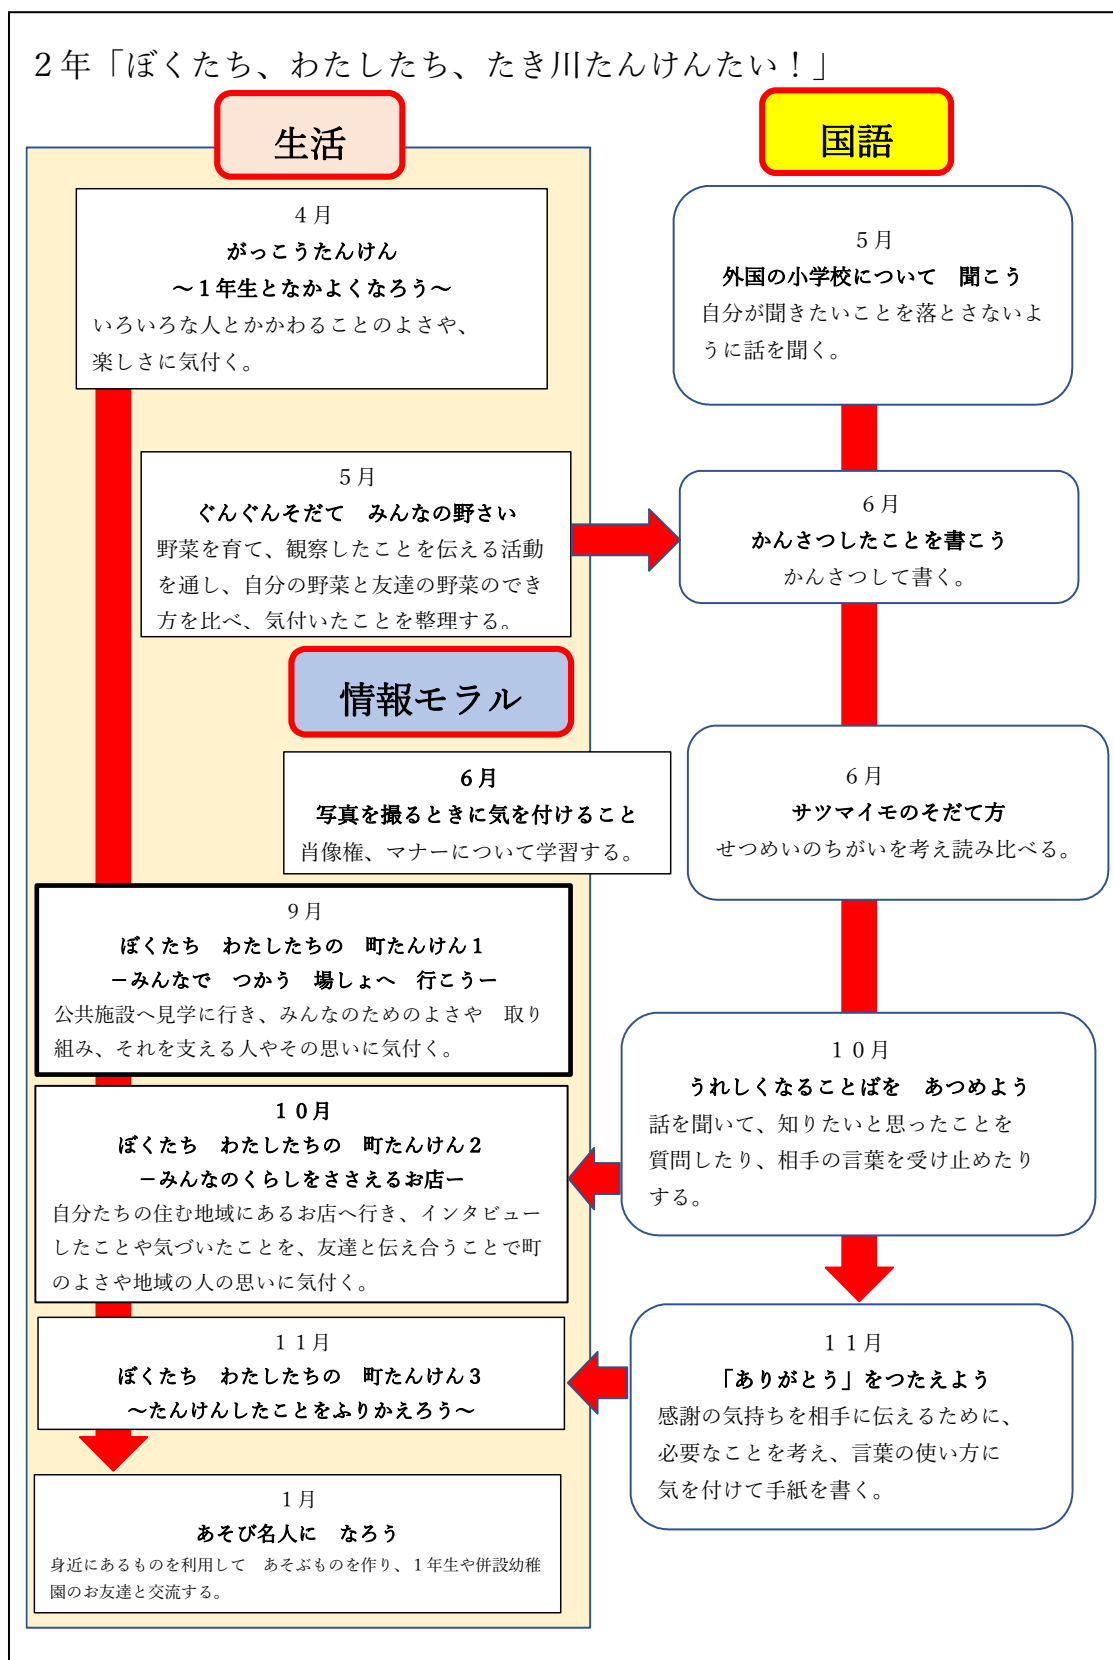 ２年「ぼくたち、わたしたち、たき川たんけんたい！」
生活
４月
がっこうたんけん
～１年生となかよくなろう～
いろいろな人とかかわることのよさや、
楽しさに気付く。
５月
ぐんぐんそだて　みんなの野さい
野菜を育て、観察したことを伝える活動
を通し、自分の野菜と友達の野菜のでき
方を比べ、気付いたことを整理する。
情報モラル
６月
写真を撮るときに気を付けること
肖像権、マナーについて学習する。
９月
ぼくたち　わたしたちの　町たんけん１
－みんなで　つかう　場しょへ　行こうー
公共施設へ見学に行き、みんなのためのよさや　取り
組み、それを支える人やその思いに気付く。
１０月
ぼくたち　わたしたちの　町たんけん２
－みんなのくらしをささえるお店ー
自分たちの住む地域にあるお店へ行き、インタビュー
したことや気づいたことを、友達と伝え合うことで町
のよさや地域の人の思いに気付く。
１１月
ぼくたち　わたしたちの　町たんけん３
～たんけんしたことをふりかえろう～
１月
あそび名人に　なろう
身近にあるものを利用して　あそぶものを作り、１年生や併設幼稚
園のお友達と交流する。
国語
５月
外国の小学校について　聞こう
自分が聞きたいことを落とさないよ
うに話を聞く。
６月
かんさつしたことを書こう
かんさつして書く。
６月
サツマイモのそだて方
せつめいのちがいを考え読み比べる。
１０月
うれしくなることばを　あつめよう
話を聞いて、知りたいと思ったことを
質問したり、相手の言葉を受け止めたり
する。
１１月
「ありがとう」をつたえよう
感謝の気持ちを相手に伝えるために、
必要なことを考え、言葉の使い方に
気を付けて手紙を書く。